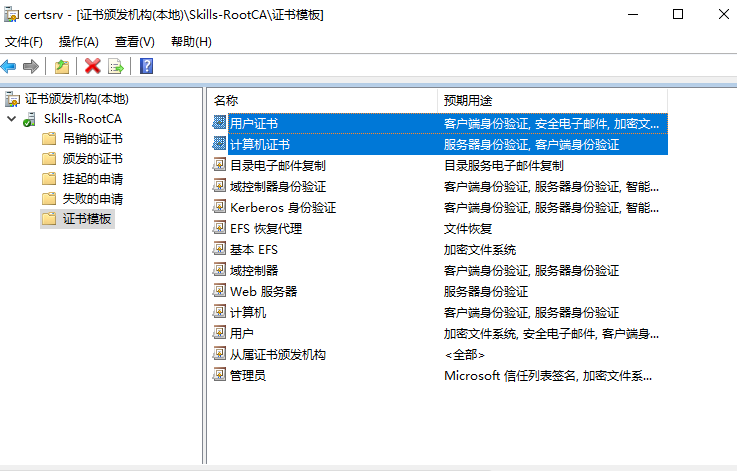 certsrv - [证书颁发机构(本地)\Skills-RootCA\证书模板]
文件(F) 操作(A) 查看(V) 帮助(H)
证书颁发机构(本地)
Skills-RootCA
吊销的证书
颁发的证书
挂起的申请
失败的申请
证书模板
名称 预期用途
用户证书 客户端身份验证, 安全电子邮件, 加密文...
计算机证书 服务器身份验证, 客户端身份验证
目录电子邮件复制 目录服务电子邮件复制
域控制器身份验证 客户端身份验证, 服务器身份验证, 智能...
Kerberos 身份验证 客户端身份验证, 服务器身份验证, 智能...
EFS 恢复代理 文件恢复
基本 EFS 加密文件系统
域控制器 客户端身份验证, 服务器身份验证
Web 服务器 服务器身份验证
计算机 客户端身份验证, 服务器身份验证
用户 加密文件系统, 安全电子邮件, 客户端身...
从属证书颁发机构 <全部>
管理员 Microsoft 信任列表签名, 加密文件系...